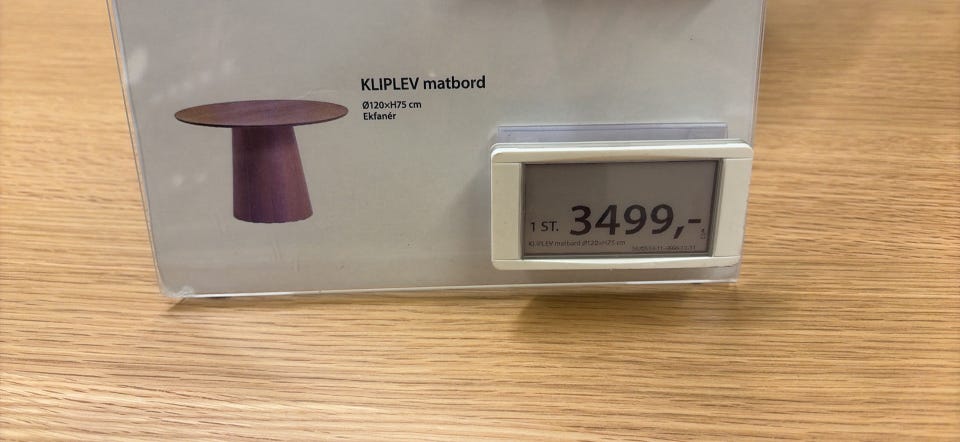 KLIPLEV matbord
Ø120×H75 cm
Ekfanér
1 ST. 3499,-
KLIPLEV matbord Ø120×H75 cm